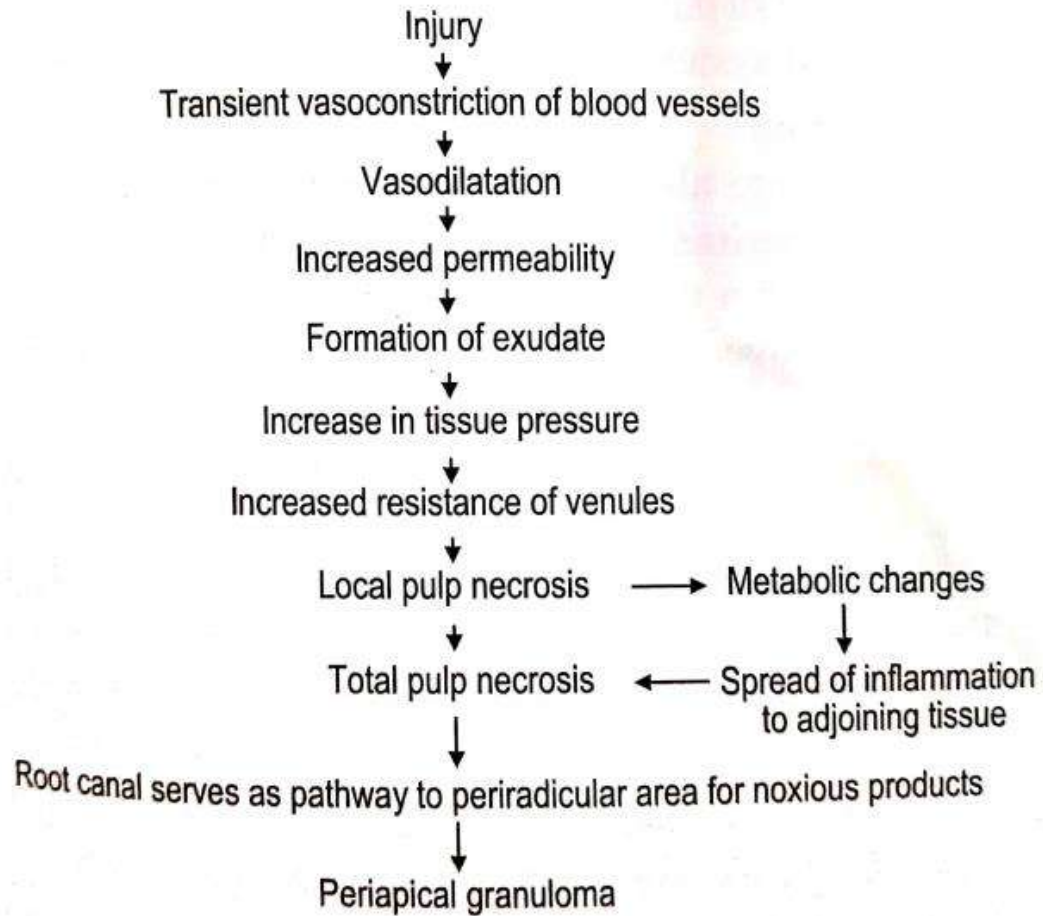 Injury
Transient vasoconstriction of blood vessels
Vasodilatation
Increased permeability
Formation of exudate
Increase in tissue pressure
Increased resistance of venules
Local pulp necrosis
Metabolic changes
Total pulp necrosis
Spread of inflammation
to adjoining tissue
Root canal serves as pathway to periradicular area for noxious products
Periapical granuloma